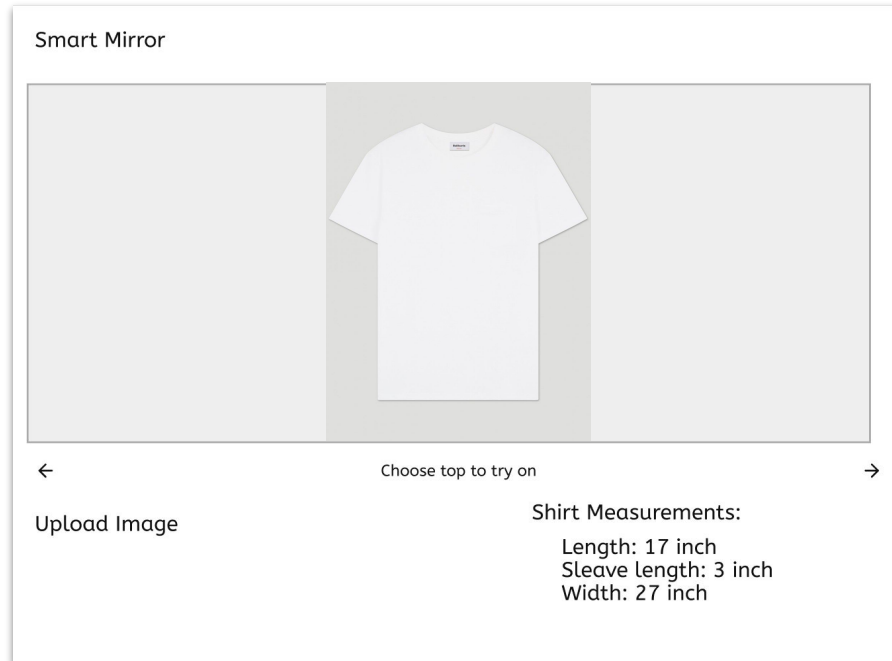 Smart Mirror
Choose top to try on
Upload Image
Shirt Measurements:
Length: 17 inch
Sleave length: 3 inch
Width: 27 inch